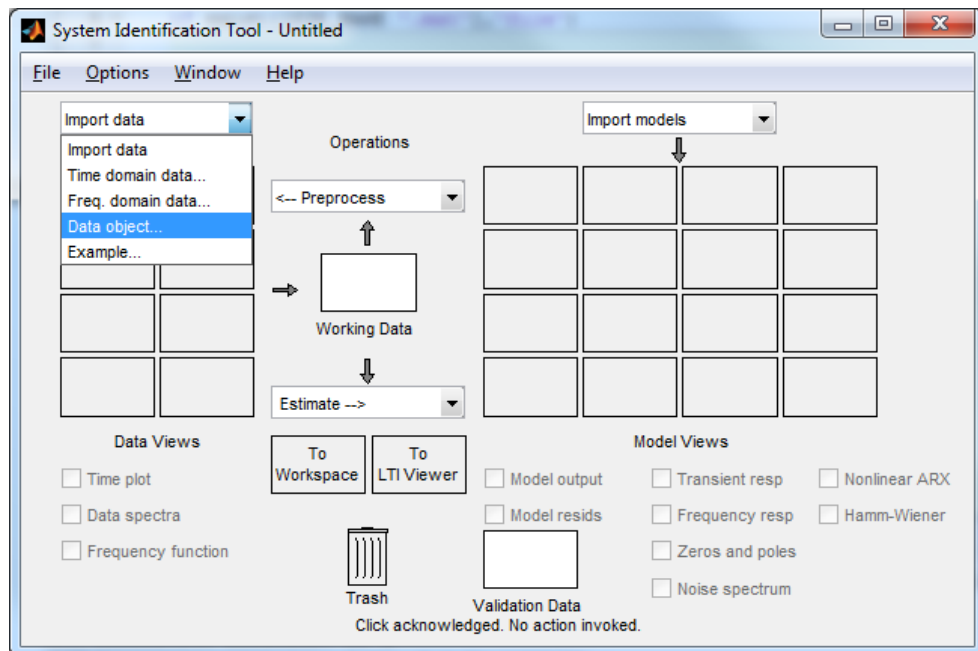 System Identification Tool - Untitled
File Options Window Help
Import data
Import data
Time domain data...
Freq. domain data...
Data object...
Example...
Operations
<-- Preprocess
Working Data
Estimate -->
To Workspace
To LTI Viewer
Import models
Data Views
Time plot
Data spectra
Frequency function
Trash
Model Views
Model output
Transient resp
Nonlinear ARX
Model resids
Frequency resp
Hamm-Wiener
Zeros and poles
Noise spectrum
Validation Data
Click acknowledged. No action invoked.